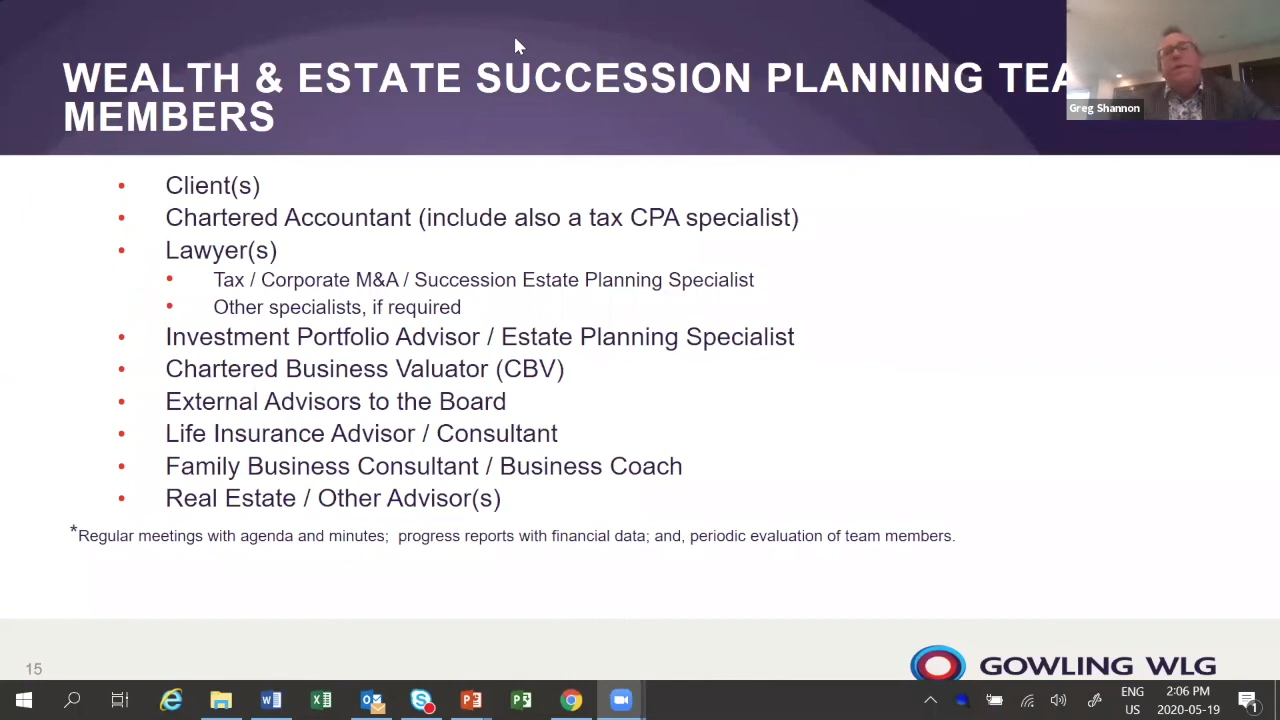 WEALTH & ESTATE SUCCESSION PLANNING TEA
MEMBERS
Greg Shannon
• Client(s)
• Chartered Accountant (include also a tax CPA specialist)
• Lawyer(s)
• Tax / Corporate M&A / Succession Estate Planning Specialist
• Other specialists, if required
• Investment Portfolio Advisor / Estate Planning Specialist
• Chartered Business Valuator (CBV)
• External Advisors to the Board
• Life Insurance Advisor / Consultant
• Family Business Consultant / Business Coach
• Real Estate / Other Advisor(s)
*Regular meetings with agenda and minutes; progress reports with financial data; and, periodic evaluation of team members.
15
GOWLING WLG
ENG
US
2:06 PM
2020-05-19
1